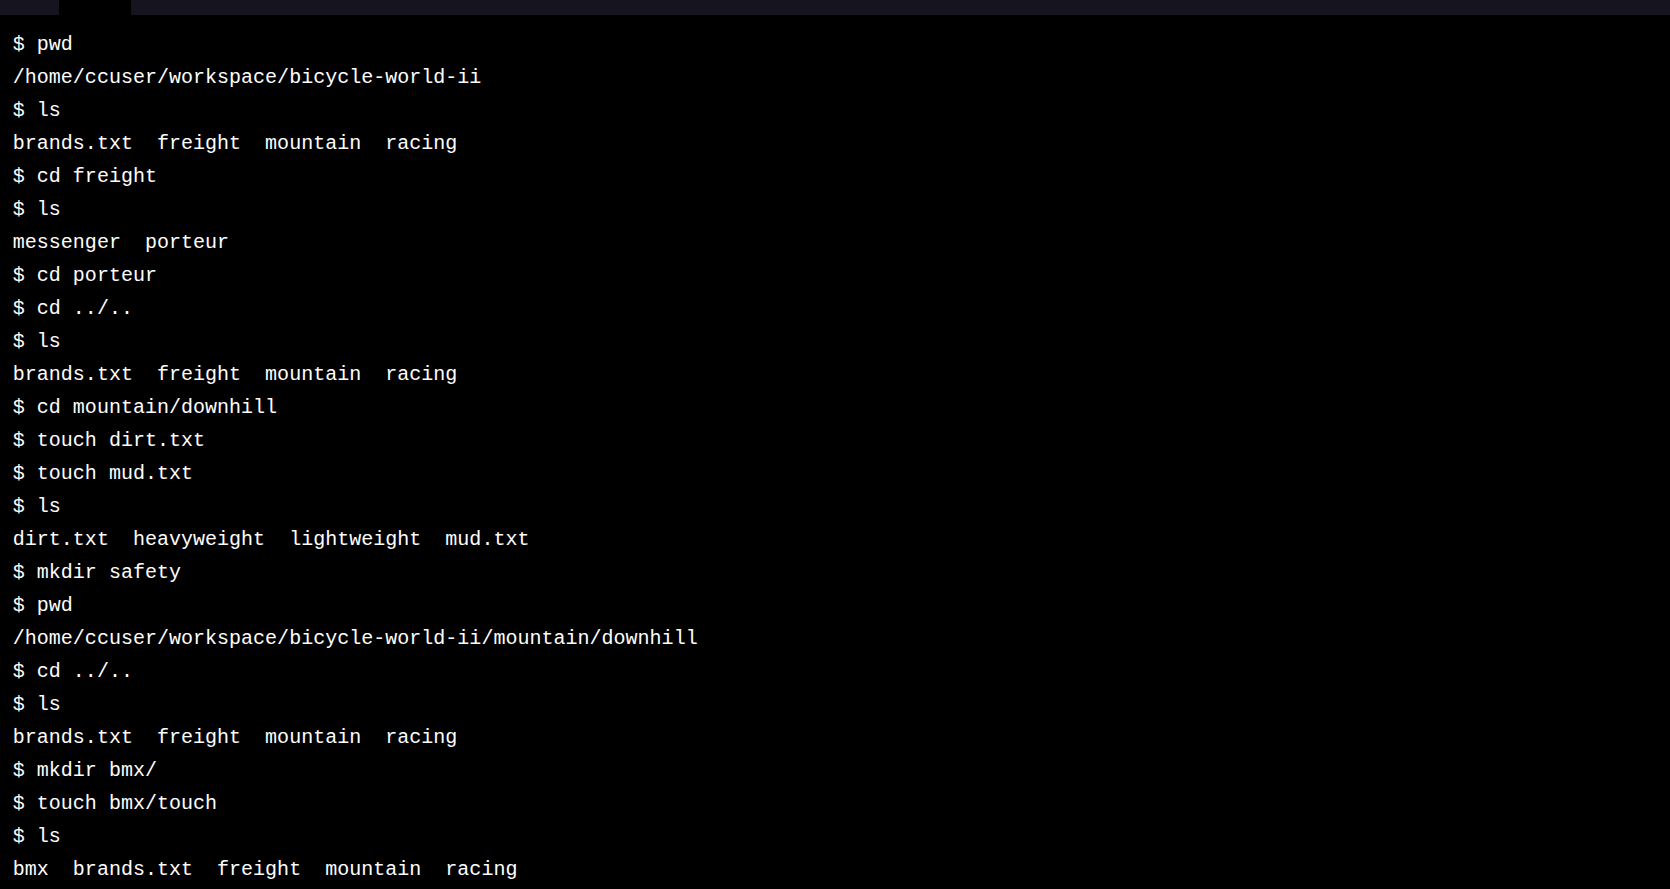 $ pwd
/home/ccuser/workspace/bicycle-world-ii
$ ls
brands.txt  freight  mountain  racing
$ cd freight
$ ls
messenger  porteur
$ cd porteur
$ cd ../..
$ ls
brands.txt  freight  mountain  racing
$ cd mountain/downhill
$ touch dirt.txt
$ touch mud.txt
$ ls
dirt.txt  heavyweight  lightweight  mud.txt
$ mkdir safety
$ pwd
/home/ccuser/workspace/bicycle-world-ii/mountain/downhill
$ cd ../..
$ ls
brands.txt  freight  mountain  racing
$ mkdir bmx/
$ touch bmx/touch
$ ls
bmx  brands.txt  freight  mountain  racing